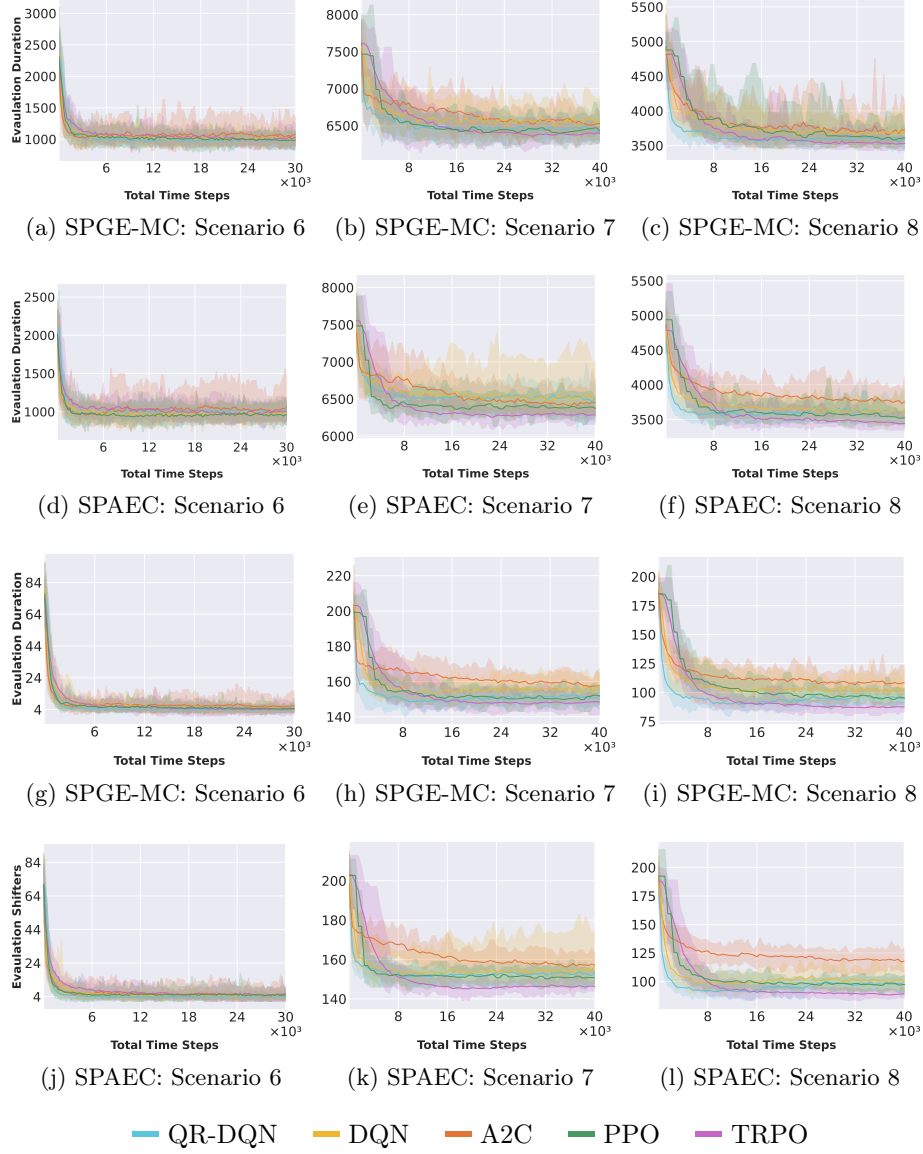 3000
2500
2000
1500
1000
Evaulation Duration
6 12 18 24 30
×10³
Total Time Steps
(a) SPGE-MC: Scenario 6
8000
7500
7000
6500
8 16 24 32 40
×10³
Total Time Steps
(b) SPGE-MC: Scenario 7
5500
5000
4500
4000
3500
8 16 24 32 40
×10³
Total Time Steps
(c) SPGE-MC: Scenario 8
2500
2000
1500
1000
Evaulation Duration
6 12 18 24 30
×10³
Total Time Steps
(d) SPAEC: Scenario 6
8000
7500
7000
6500
6000
8 16 24 32 40
×10³
Total Time Steps
(e) SPAEC: Scenario 7
5500
5000
4500
4000
3500
8 16 24 32 40
×10³
Total Time Steps
(f) SPAEC: Scenario 8
84
64
44
24
4
Evaulation Duration
6 12 18 24 30
×10³
Total Time Steps
(g) SPGE-MC: Scenario 6
220
200
180
160
140
8 16 24 32 40
×10³
Total Time Steps
(h) SPGE-MC: Scenario 7
200
175
150
125
100
75
8 16 24 32 40
×10³
Total Time Steps
(i) SPGE-MC: Scenario 8
84
64
44
24
4
Evaulation Shifters
6 12 18 24 30
×10³
Total Time Steps
(j) SPAEC: Scenario 6
200
180
160
140
8 16 24 32 40
×10³
Total Time Steps
(k) SPAEC: Scenario 7
200
175
150
125
100
8 16 24 32 40
×10³
Total Time Steps
(l) SPAEC: Scenario 8
QR-DQN DQN A2C PPO TRPO